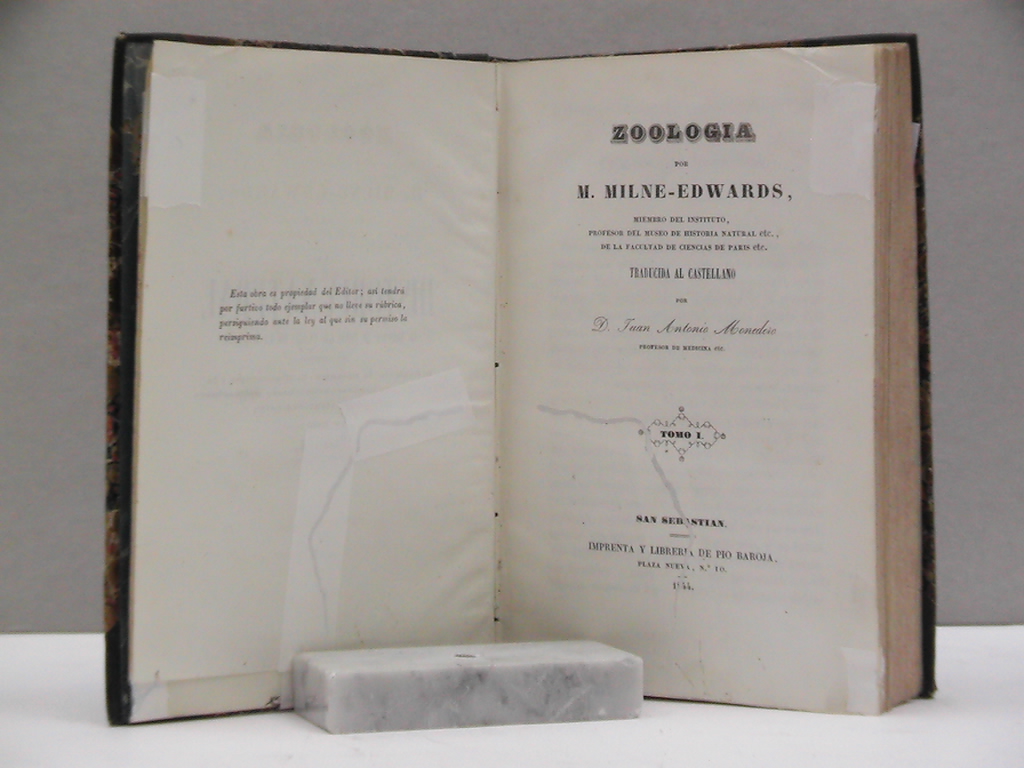 Esta obra es propiedad del Editor; así tendrá
por furtivo todo ejemplar que no lleve su rúbrica,
persiguiendo ante la ley al que sin su permiso la
reimprima.
ZOOLOGIA
POR
M. MILNE-EDWARDS,
MIEMBRO DEL INSTITUTO,
PROFESOR DEL MUSEO DE HISTORIA NATURAL etc.,
DE LA FACULTAD DE CIENCIAS DE PARIS etc.
TRADUCIDA AL CASTELLANO
POR
D. Juan Antonio Monedero
PROFESOR DE MEDICINA ETC.
TOMO I.
SAN SEBASTIAN.
IMPRENTA Y LIBRERIA DE PIO BAROJA.
PLAZA NUEVA, N.º 10.
1844.